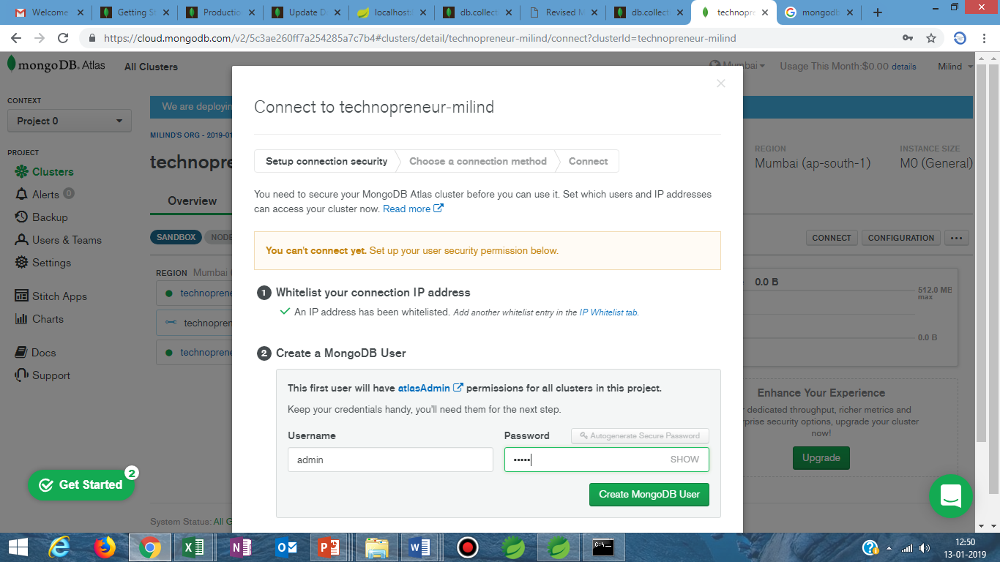 Welcome
Getting St
Production
Update D
localhost:
db.collect
Revised M
db.collect
technopre
mongodb
https://cloud.mongodb.com/v2/5c3ae260ff7a254285a7c7b4#clusters/detail/technopreneur-milind/connect?clusterId=technopreneur-milind
mongoDB. Atlas
All Clusters
Mumbai
Usage This Month:$0.00 details
Milind
CONTEXT
Project 0
We are deployin
MILIND'S ORG - 2019-01
PROJECT
technopre
REGION
INSTANCE SIZE
Mumbai (ap-south-1)
M0 (General)
Clusters
Alerts 0
Backup
Users & Teams
Settings
Stitch Apps
Charts
Docs
Support
Overview
SANDBOX
NODE
CONNECT
CONFIGURATION
•••
REGION Mumbai
technoprene
technoprene
technoprene
0.0 B
512.0 MB
max
0.0 B
Connect to technopreneur-milind
Setup connection security
Choose a connection method
Connect
You need to secure your MongoDB Atlas cluster before you can use it. Set which users and IP addresses
can access your cluster now. Read more
You can't connect yet. Set up your user security permission below.
1 Whitelist your connection IP address
An IP address has been whitelisted. Add another whitelist entry in the IP Whitelist tab.
2 Create a MongoDB User
This first user will have atlasAdmin permissions for all clusters in this project.
Keep your credentials handy, you'll need them for the next step.
Username
Password
Autogenerate Secure Password
admin
•••••
SHOW
Create MongoDB User
Enhance Your Experience
dedicated throughput, richer metrics and
rprise security options, upgrade your cluster
now!
Upgrade
Get Started
2
System Status: All G
12:50
13-01-2019